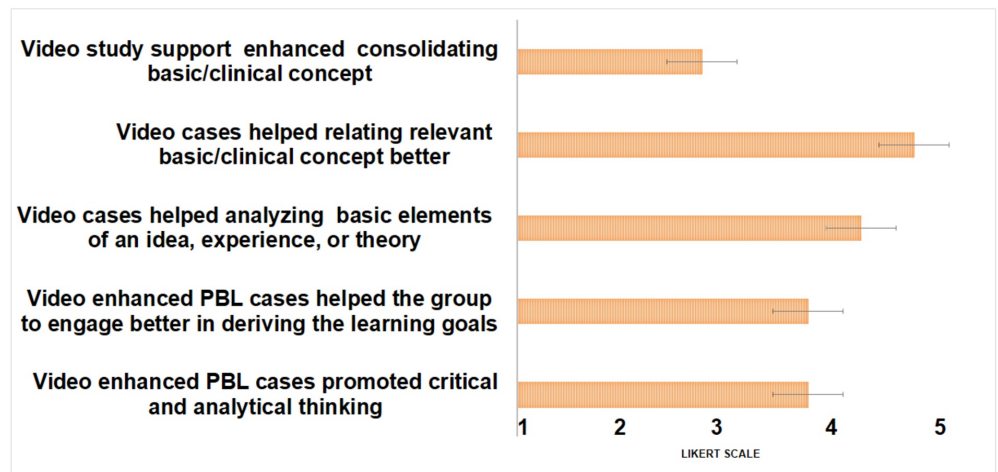 Video study support enhanced consolidating
basic/clinical concept
Video cases helped relating relevant
basic/clinical concept better
Video cases helped analyzing basic elements
of an idea, experience, or theory
Video enhanced PBL cases helped the group
to engage better in deriving the learning goals
Video enhanced PBL cases promoted critical
and analytical thinking
1 2 3 4 5
LIKERT SCALE